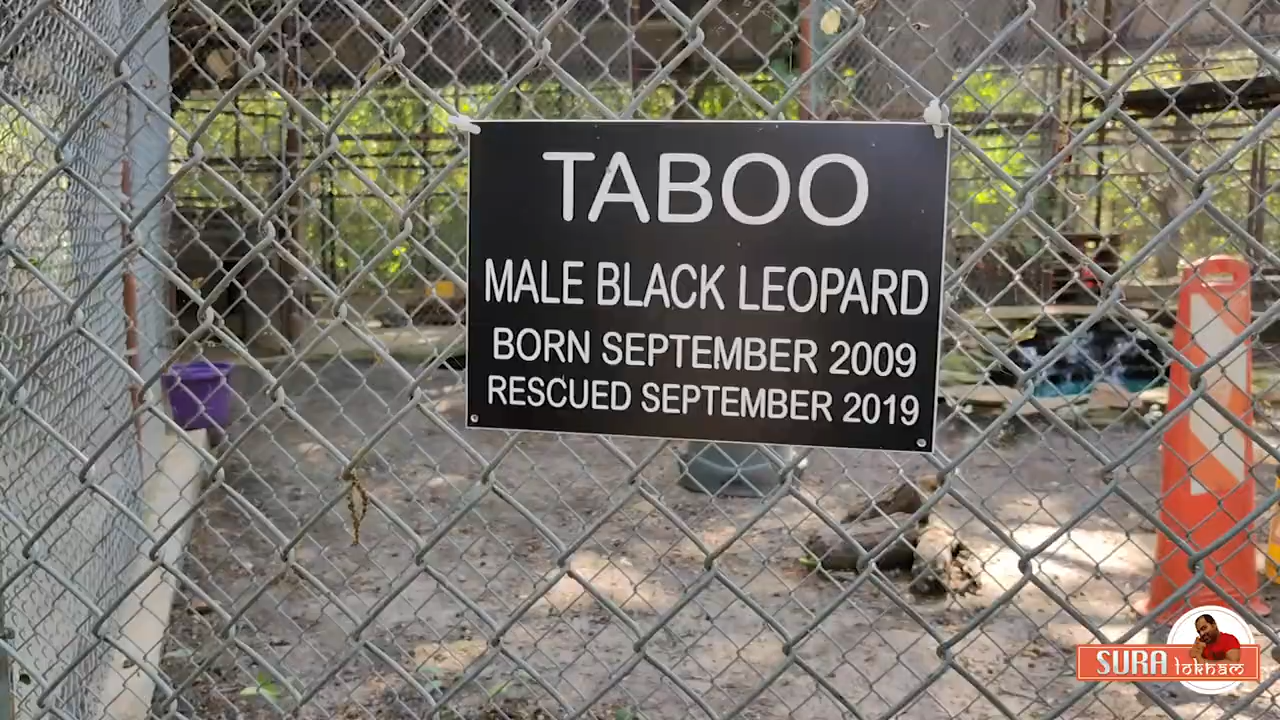 TABOO
MALE BLACK LEOPARD
BORN SEPTEMBER 2009
RESCUED SEPTEMBER 2019
SURA lokham